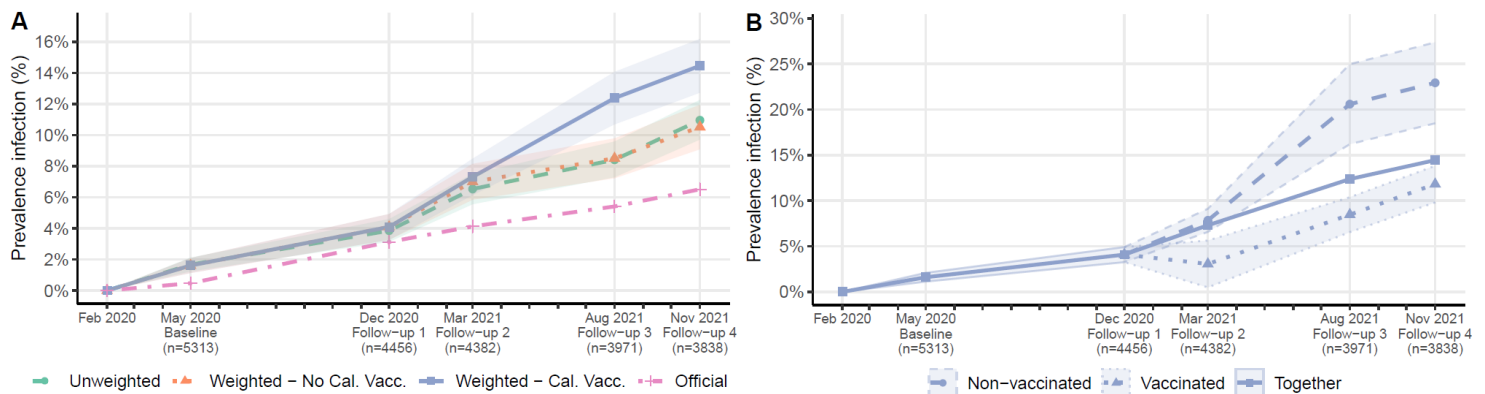 A
Prevalence infection (%)
16%
14%
12%
10%
8%
6%
4%
2%
0%
Feb 2020
May 2020
Baseline
(n=5313)
Dec 2020
Follow−up 1
(n=4456)
Mar 2021
Follow−up 2
(n=4382)
Aug 2021
Follow−up 3
(n=3971)
Nov 2021
Follow−up 4
(n=3838)
Unweighted Weighted − No Cal. Vacc. Weighted − Cal. Vacc. Official
B
Prevalence infection (%)
30%
25%
20%
15%
10%
5%
0%
Feb 2020
May 2020
Baseline
(n=5313)
Dec 2020
Follow−up 1
(n=4456)
Mar 2021
Follow−up 2
(n=4382)
Aug 2021
Follow−up 3
(n=3971)
Nov 2021
Follow−up 4
(n=3838)
Non−vaccinated Vaccinated Together